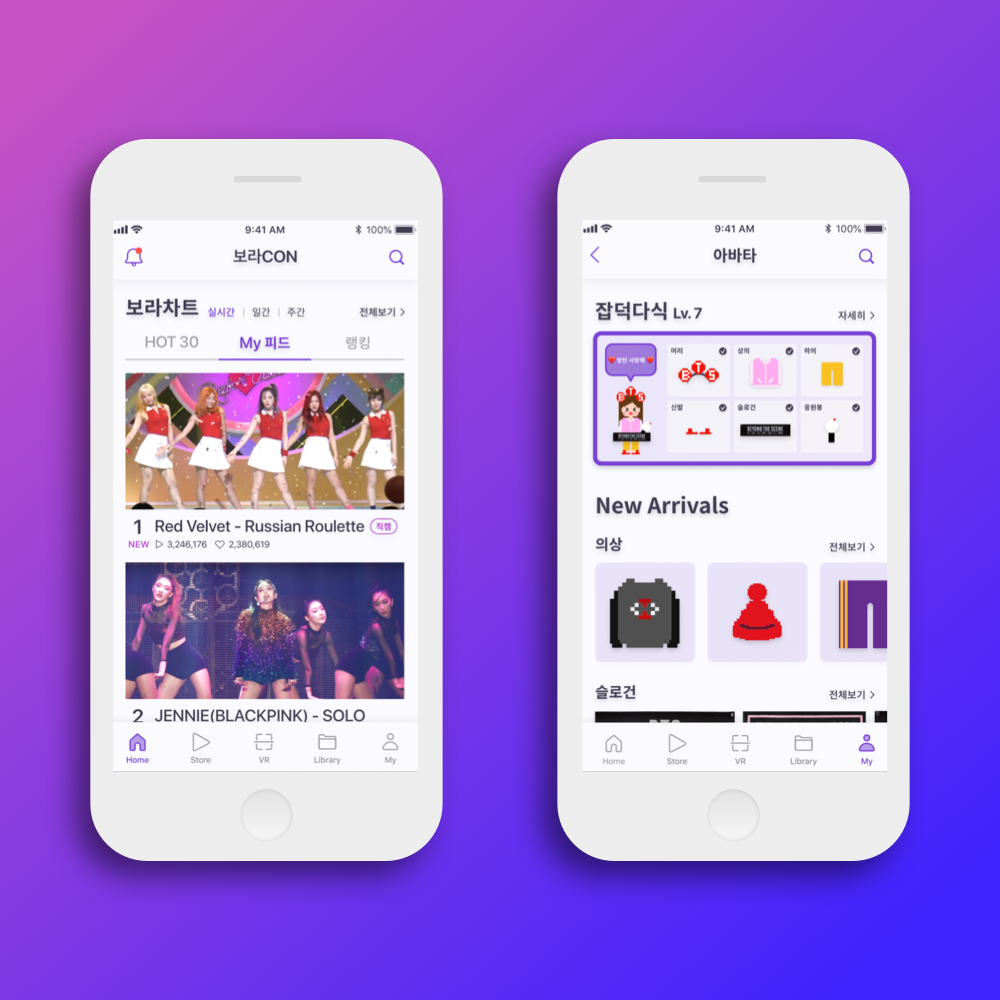 9:41 AM
100%
보라CON
보라차트 실시간 | 일간 | 주간 전체보기
HOT 30 My 피드 랭킹
1 Red Velvet - Russian Roulette 직캠
NEW 3,246,176 2,380,619
2 JENNIE(BLACKPINK) - SOLO
Home Store VR Library My
9:41 AM
100%
아바타
잡덕다식 Lv. 7 자세히
방탄 사랑해
머리 상의 하의
BTS
신발 슬로건 응원봉
BEYOND THE SCENE
New Arrivals
의상 전체보기
슬로건 전체보기
Home Store VR Library My